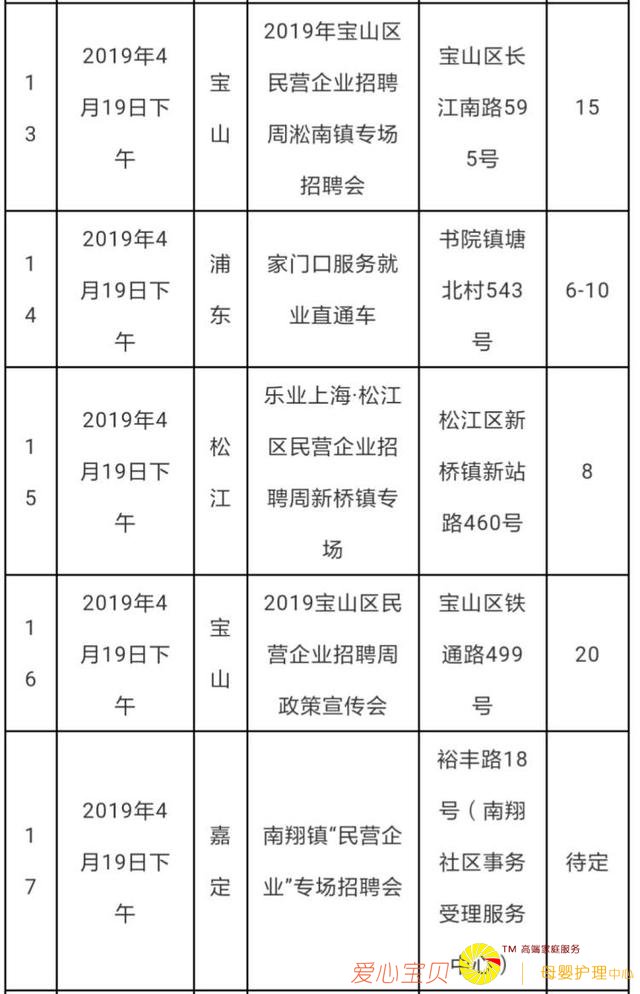 13
2019年4
月19日下
午
宝
山
2019年宝山区
民营企业招聘
周淞南镇专场
招聘会
宝山区长
江南路59
5号
15
14
2019年4
月19日下
午
浦
东
家门口服务就
业直通车
书院镇塘
北村543
号
6-10
15
2019年4
月19日下
午
松
江
乐业上海·松江
区民营企业招
聘周新桥镇专
场
松江区新
桥镇新站
路460号
8
16
2019年4
月19日下
午
宝
山
2019宝山区民
营企业招聘周
政策宣传会
宝山区铁
通路499
号
20
17
2019年4
月19日下
午
嘉
定
南翔镇“民营企
业”专场招聘会
裕丰路18
号（南翔
社区事务
受理服务
中心）
待定
爱心宝贝
TM 高端家庭服务
母婴护理中心